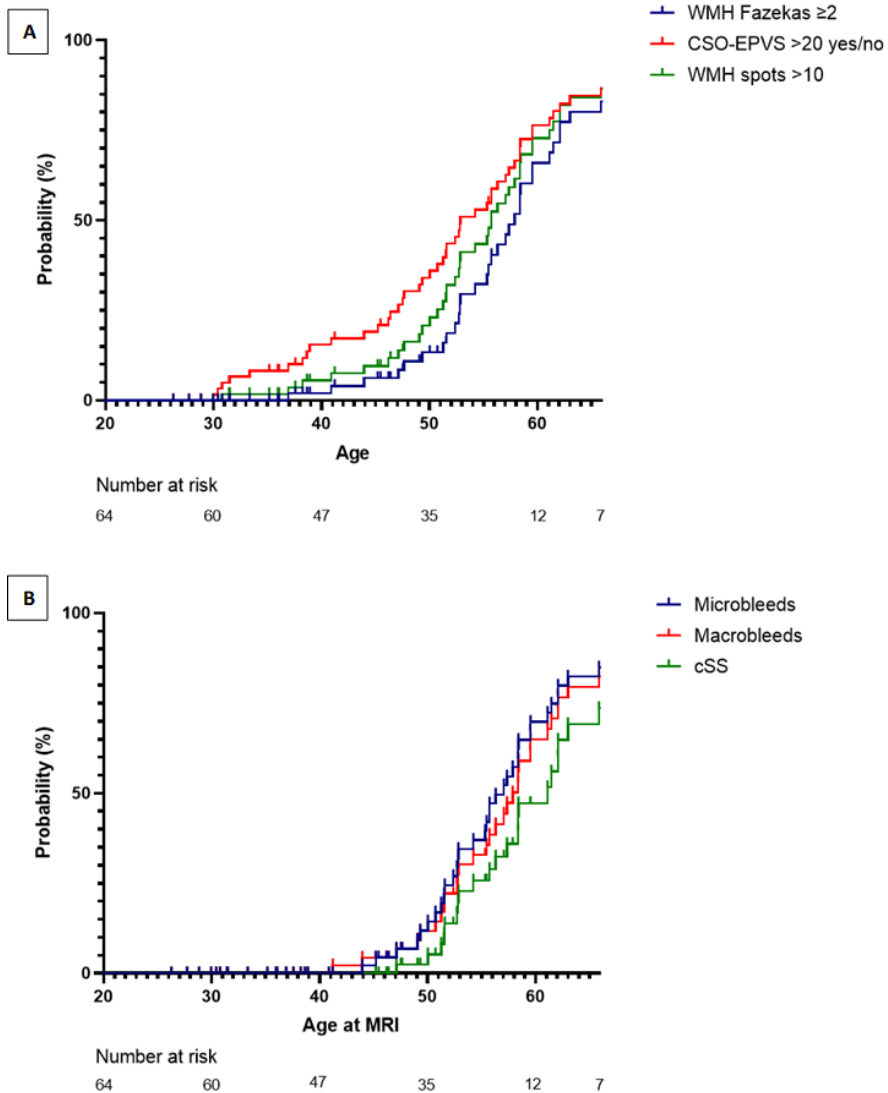 A
WMH Fazekas ≥2
CSO-EPVS >20 yes/no
WMH spots >10
100
50
0
Probability (%)
20 30 40 50 60
Age
Number at risk
64 60 47 35 12 7
B
Microbleeds
Macrobleeds
cSS
100
50
0
Probability (%)
20 30 40 50 60
Age at MRI
Number at risk
64 60 47 35 12 7